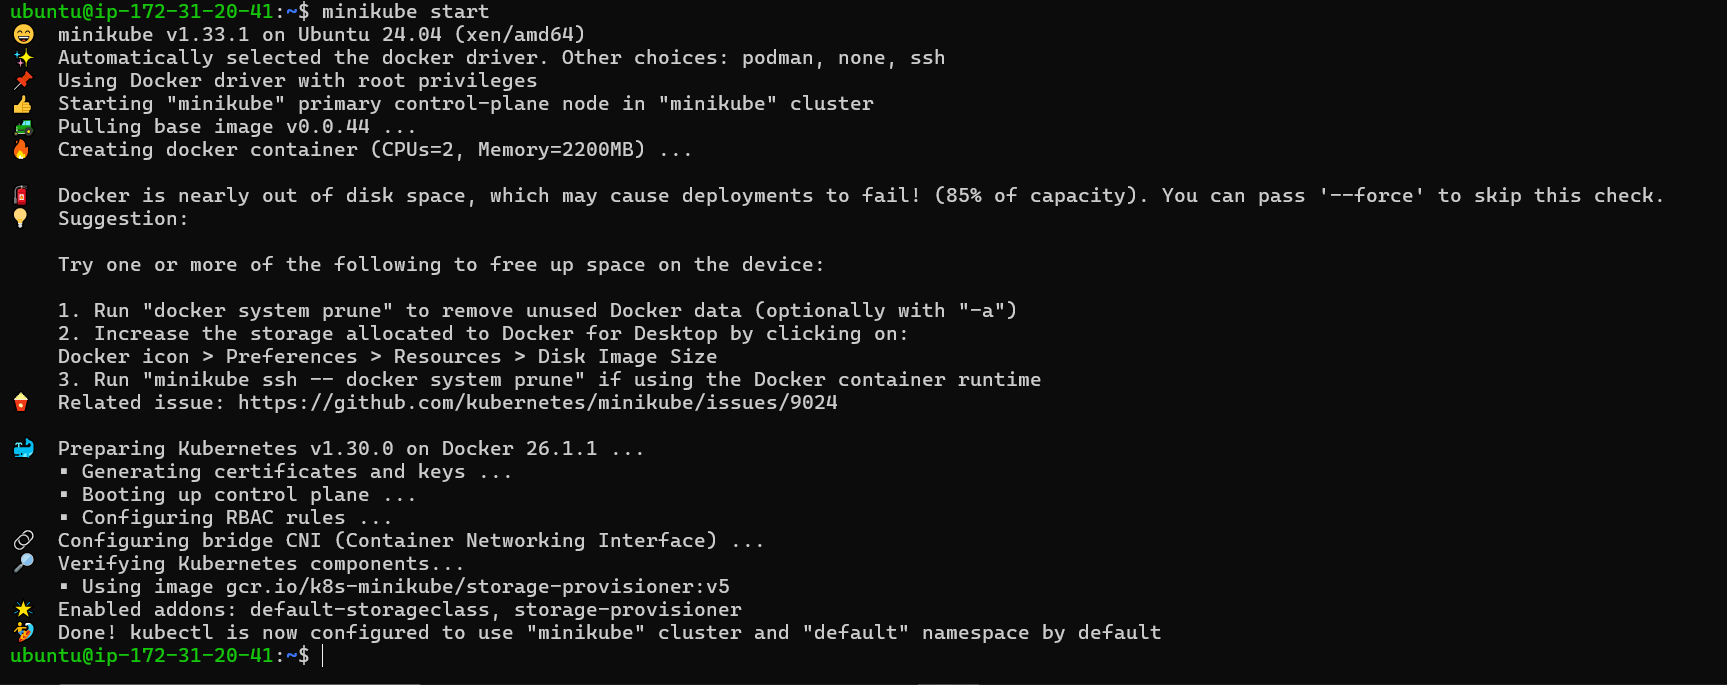 ubuntu@ip-172-31-20-41:~$ minikube start
😄 minikube v1.33.1 on Ubuntu 24.04 (xen/amd64)
✨ Automatically selected the docker driver. Other choices: podman, none, ssh
📌 Using Docker driver with root privileges
👍 Starting "minikube" primary control-plane node in "minikube" cluster
🚜 Pulling base image v0.0.44 ...
🔥 Creating docker container (CPUs=2, Memory=2200MB) ...
🧯 Docker is nearly out of disk space, which may cause deployments to fail! (85% of capacity). You can pass '--force' to skip this check.
💡 Suggestion:
Try one or more of the following to free up space on the device:
1. Run "docker system prune" to remove unused Docker data (optionally with "-a")
2. Increase the storage allocated to Docker for Desktop by clicking on:
Docker icon > Preferences > Resources > Disk Image Size
3. Run "minikube ssh -- docker system prune" if using the Docker container runtime
🍿 Related issue: https://github.com/kubernetes/minikube/issues/9024
🐳 Preparing Kubernetes v1.30.0 on Docker 26.1.1 ...
▪ Generating certificates and keys ...
▪ Booting up control plane ...
▪ Configuring RBAC rules ...
🔗 Configuring bridge CNI (Container Networking Interface) ...
🔎 Verifying Kubernetes components...
▪ Using image gcr.io/k8s-minikube/storage-provisioner:v5
🌟 Enabled addons: default-storageclass, storage-provisioner
🏄 Done! kubectl is now configured to use "minikube" cluster and "default" namespace by default
ubuntu@ip-172-31-20-41:~$